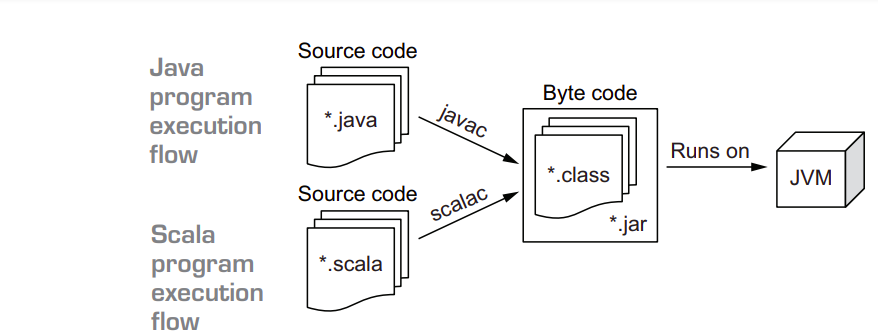 Java
program
execution
flow
Source code
*.java
javac
Byte code
*.class
*.jar
Runs on
JVM
Scala
program
execution
flow
Source code
*.scala
scalac